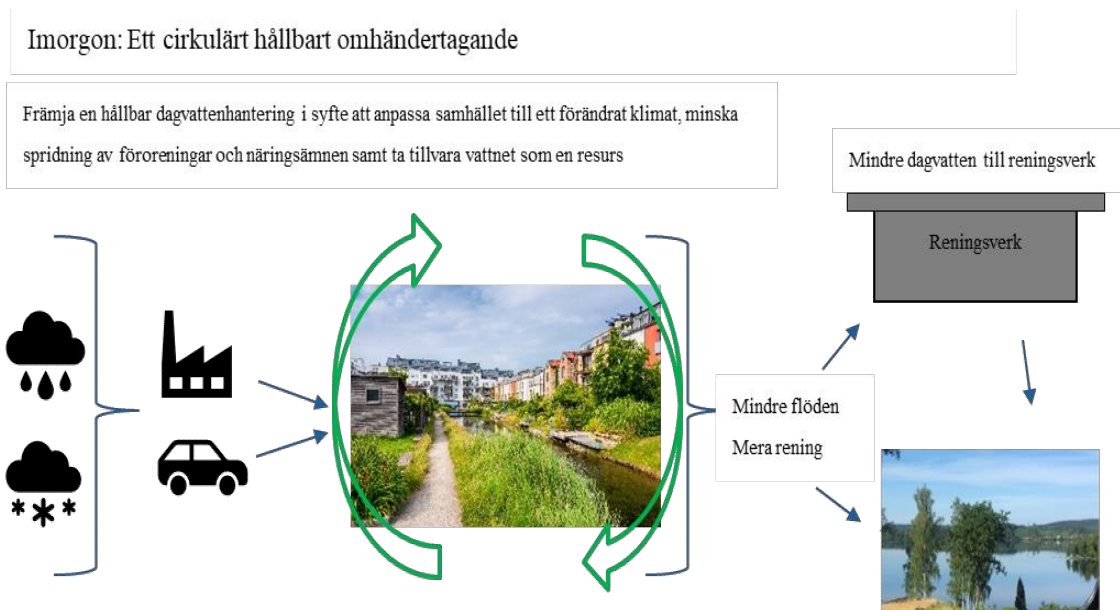 Imorgon: Ett cirkulärt hållbart omhändertagande
Främja en hållbar dagvattenhantering i syfte att anpassa samhället till ett förändrat klimat, minska
spridning av föroreningar och näringsämnen samt ta tillvara vattnet som en resurs
Mindre dagvatten till reningsverk
Reningsverk
Mindre flöden
Mera rening